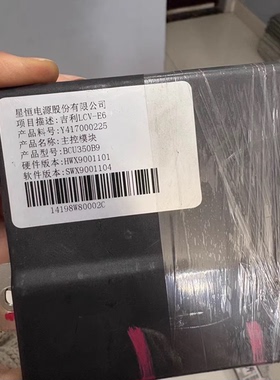 星恒电源股份有限公司
项目描述:吉利LCV-E6
产品料号:Y417000225
产品名称:主控模块
产品型号:BCU350B9
硬件版本:HWX9001101
软件版本:SWX9001104
14198W80002C